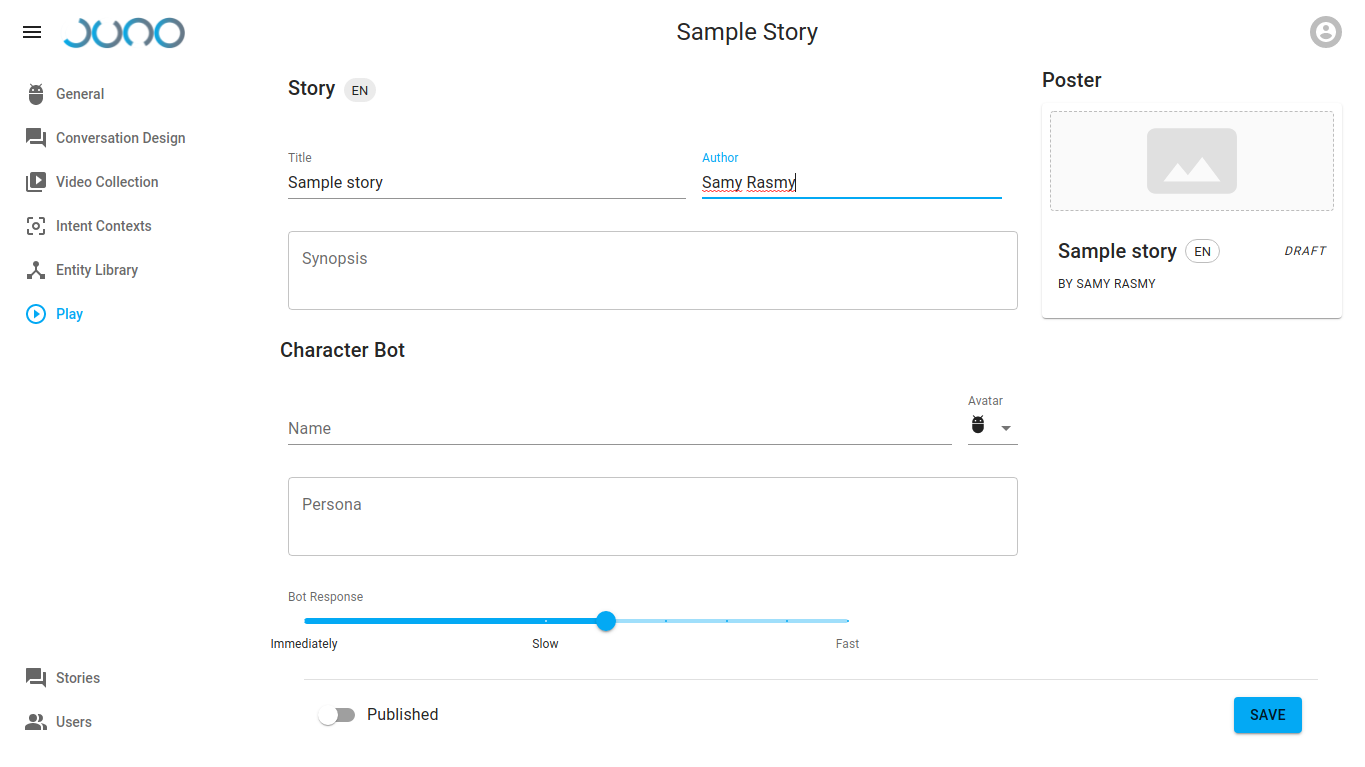 JUNO
Sample Story
General
Conversation Design
Video Collection
Intent Contexts
Entity Library
Play
Stories
Users
Story EN
Title
Sample story
Author
Samy Rasmy
Synopsis
Character Bot
Name
Avatar
Persona
Bot Response
Immediately Slow Fast
Published
SAVE
Poster
Sample story EN DRAFT
BY SAMY RASMY